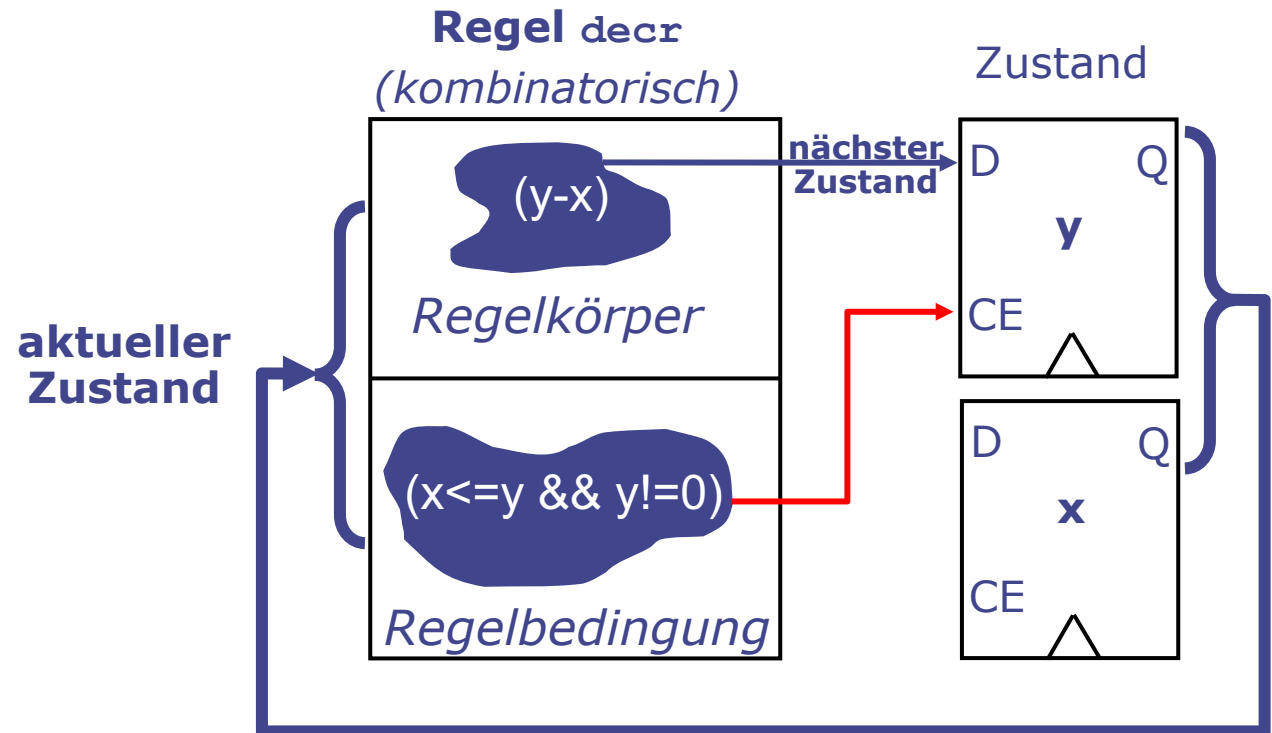 Regel decr
(kombinatorisch)
Zustand
(y-x)
Regelkörper
nächster
Zustand
D
Q
y
CE
aktueller
Zustand
(x<=y && y!=0)
Regelbedingung
D
Q
x
CE